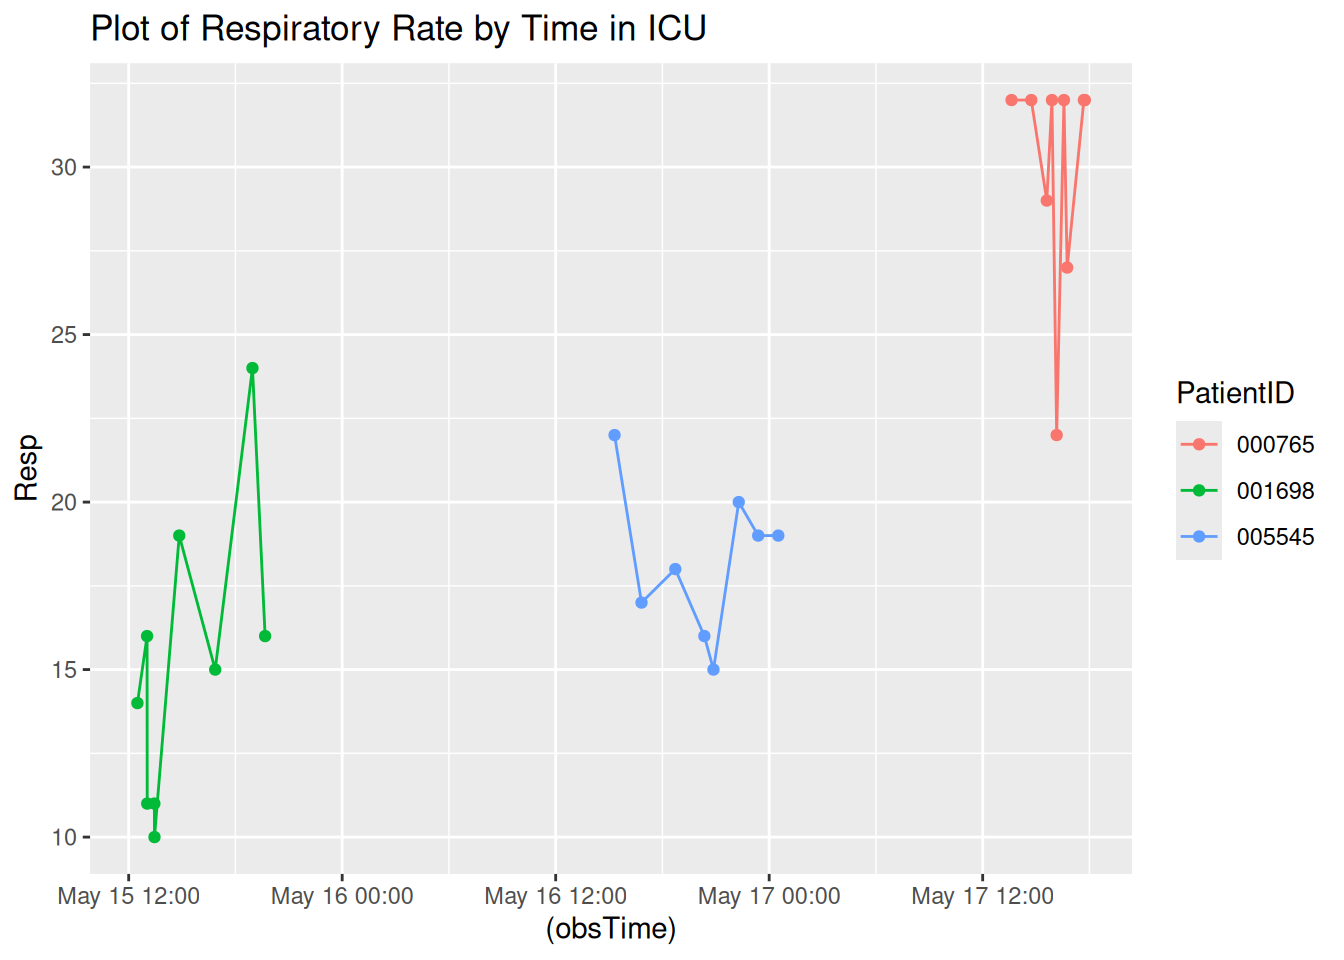 Plot of Respiratory Rate by Time in ICU
Resp
30
25
20
15
10
May 15 12:00
May 16 00:00
May 16 12:00
May 17 00:00
May 17 12:00
(obsTime)
PatientID
000765
001698
005545